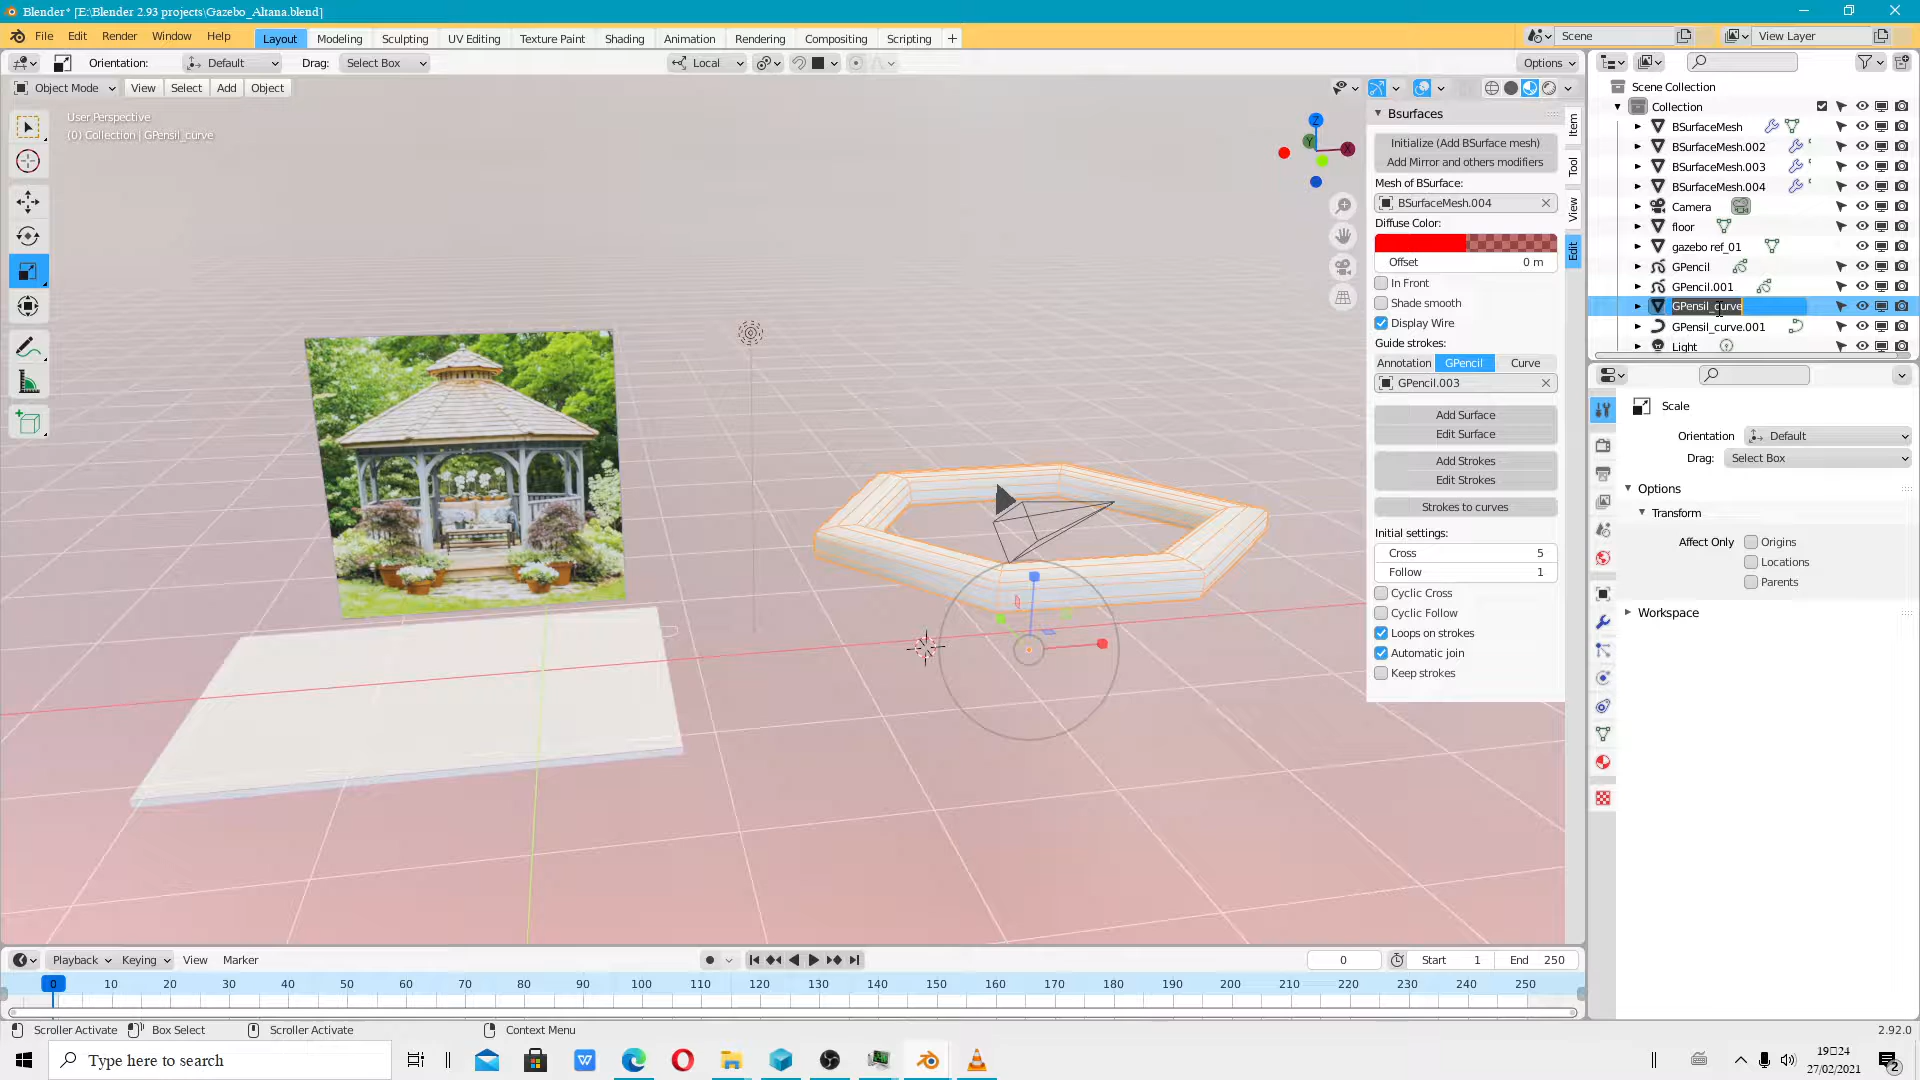 Blender* [E:\Blender 2.93 projects\Gazebo_Altana.blend]
File Edit Render Window Help Layout Modeling Sculpting UV Editing Texture Paint Shading Animation Rendering Compositing Scripting + Scene View Layer
Orientation: Default Drag: Select Box Local Options
Object Mode View Select Add Object
User Perspective
(0) Collection | GPensil_curve
Z
Y
X
Bsurfaces
Initialize (Add BSurface mesh)
Add Mirror and others modifiers
Mesh of BSurface:
BSurfaceMesh.004
Diffuse Color:
Offset 0 m
In Front
Shade smooth
Display Wire
Guide strokes:
Annotation GPencil Curve
GPencil.003
Add Surface
Edit Surface
Add Strokes
Edit Strokes
Strokes to curves
Initial settings:
Cross 5
Follow 1
Cyclic Cross
Cyclic Follow
Loops on strokes
Automatic join
Keep strokes
Item
Tool
View
Edit
Scene Collection
Collection
BSurfaceMesh
BSurfaceMesh.002
BSurfaceMesh.003
BSurfaceMesh.004
Camera
floor
gazebo ref_01
GPencil
GPencil.001
GPensil_curve
GPensil_curve.001
Light
Scale
Orientation Default
Drag: Select Box
Options
Transform
Affect Only Origins
Locations
Parents
Workspace
Playback Keying View Marker 0 Start 1 End 250
0 10 20 30 40 50 60 70 80 90 100 110 120 130 140 150 160 170 180 190 200 210 220 230 240 250
Scroller Activate Box Select Scroller Activate Context Menu 2.92.0
Type here to search
19:24
27/02/2021
2